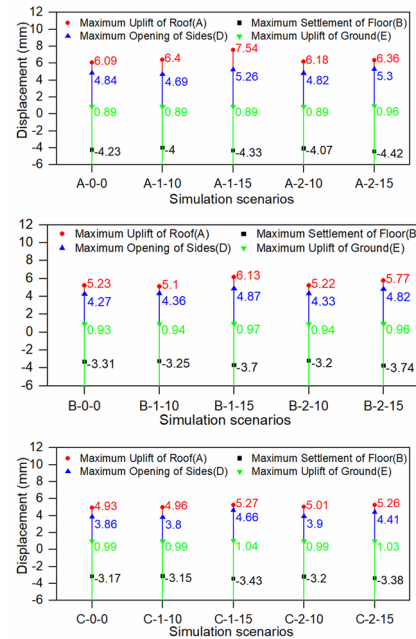 12
10
8
6
4
2
0
-2
-4
-6
Displacement (mm)
Maximum Uplift of Roof(A) Maximum Settlement of Floor(B)
Maximum Opening of Sides(D) Maximum Uplift of Ground(E)
6.09 6.4 7.54 6.18 6.36
4.84 4.69 5.26 4.82 5.3
0.89 0.89 0.89 0.89 0.96
-4.23 -4 -4.33 -4.07 -4.42
A-0-0 A-1-10 A-1-15 A-2-10 A-2-15
Simulation scenarios
12
10
8
6
4
2
0
-2
-4
-6
Displacement (mm)
Maximum Uplift of Roof(A) Maximum Settlement of Floor(B
Maximum Opening of Sides(D) Maximum Uplift of Ground(E)
5.23 5.1 6.13 5.22 5.77
4.27 4.36 4.87 4.33 4.82
0.93 0.94 0.97 0.94 0.96
-3.31 -3.25 -3.7 -3.2 -3.74
B-0-0 B-1-10 B-1-15 B-2-10 B-2-15
Simulation scenarios
12
10
8
6
4
2
0
-2
-4
-6
Displacement (mm)
Maximum Uplift of Roof(A) Maximum Settlement of Floor(B)
Maximum Opening of Sides(D) Maximum Uplift of Ground(E)
4.93 4.96 5.27 5.01 5.26
3.86 3.8 4.66 3.9 4.41
0.99 0.99 1.04 0.99 1.03
-3.17 -3.15 -3.43 -3.2 -3.38
C-0-0 C-1-10 C-1-15 C-2-10 C-2-15
Simulation scenarios